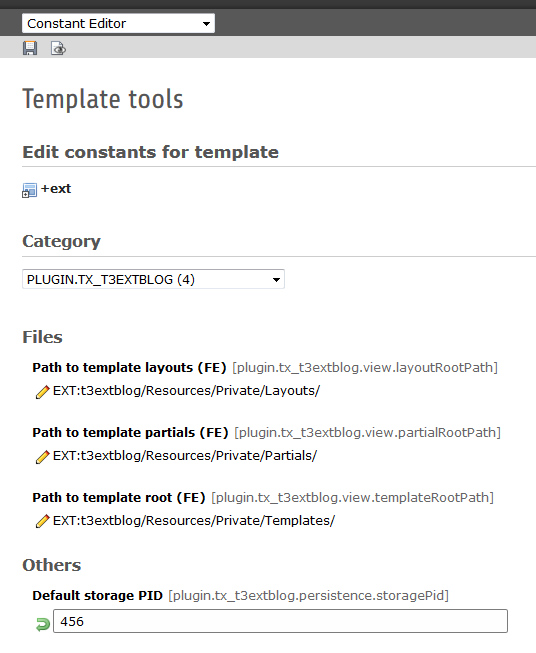 Constant Editor
Template tools
Edit constants for template
+ext
Category
PLUGIN.TX_T3EXTBLOG (4)
Files
Path to template layouts (FE) [plugin.tx_t3extblog.view.layoutRootPath]
EXT:t3extblog/Resources/Private/Layouts/
Path to template partials (FE) [plugin.tx_t3extblog.view.partialRootPath]
EXT:t3extblog/Resources/Private/Partials/
Path to template root (FE) [plugin.tx_t3extblog.view.templateRootPath]
EXT:t3extblog/Resources/Private/Templates/
Others
Default storage PID [plugin.tx_t3extblog.persistence.storagePid]
456